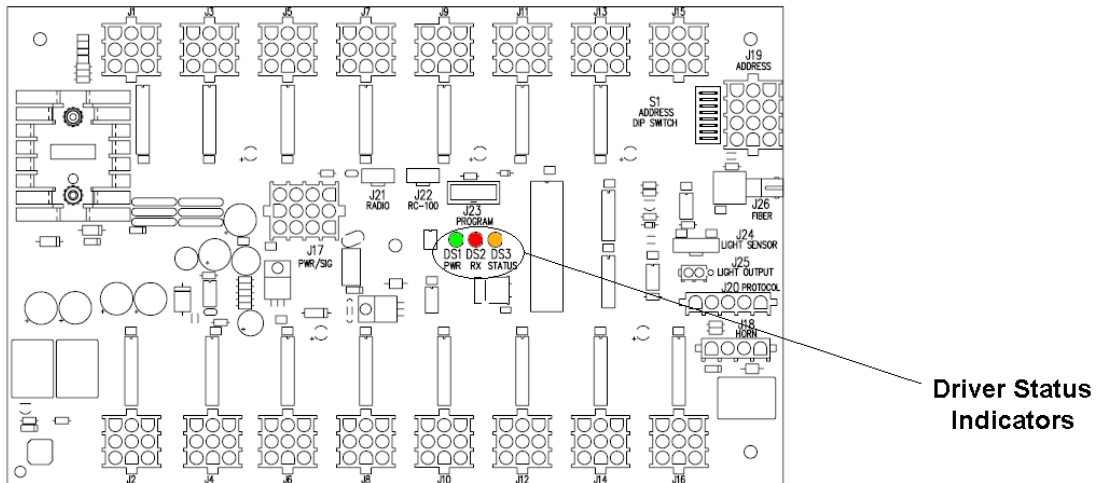 J1 J3 J5 J7 J9 J11 J13 J15
J19
ADDRESS
S1
ADDRESS
DIP SWITCH
J21
RADIO
J22
RC-100
J23
PROGRAM
J26
FIBER
J17
PWR/SIG
DS1 DS2 DS3
PWR RX STATUS
J24
LIGHT SENSOR
J25
LIGHT OUTPUT
J20 PROTOCOL
J18
HORN
Driver Status
Indicators
J2 J4 J6 J8 J10 J12 J14 J16